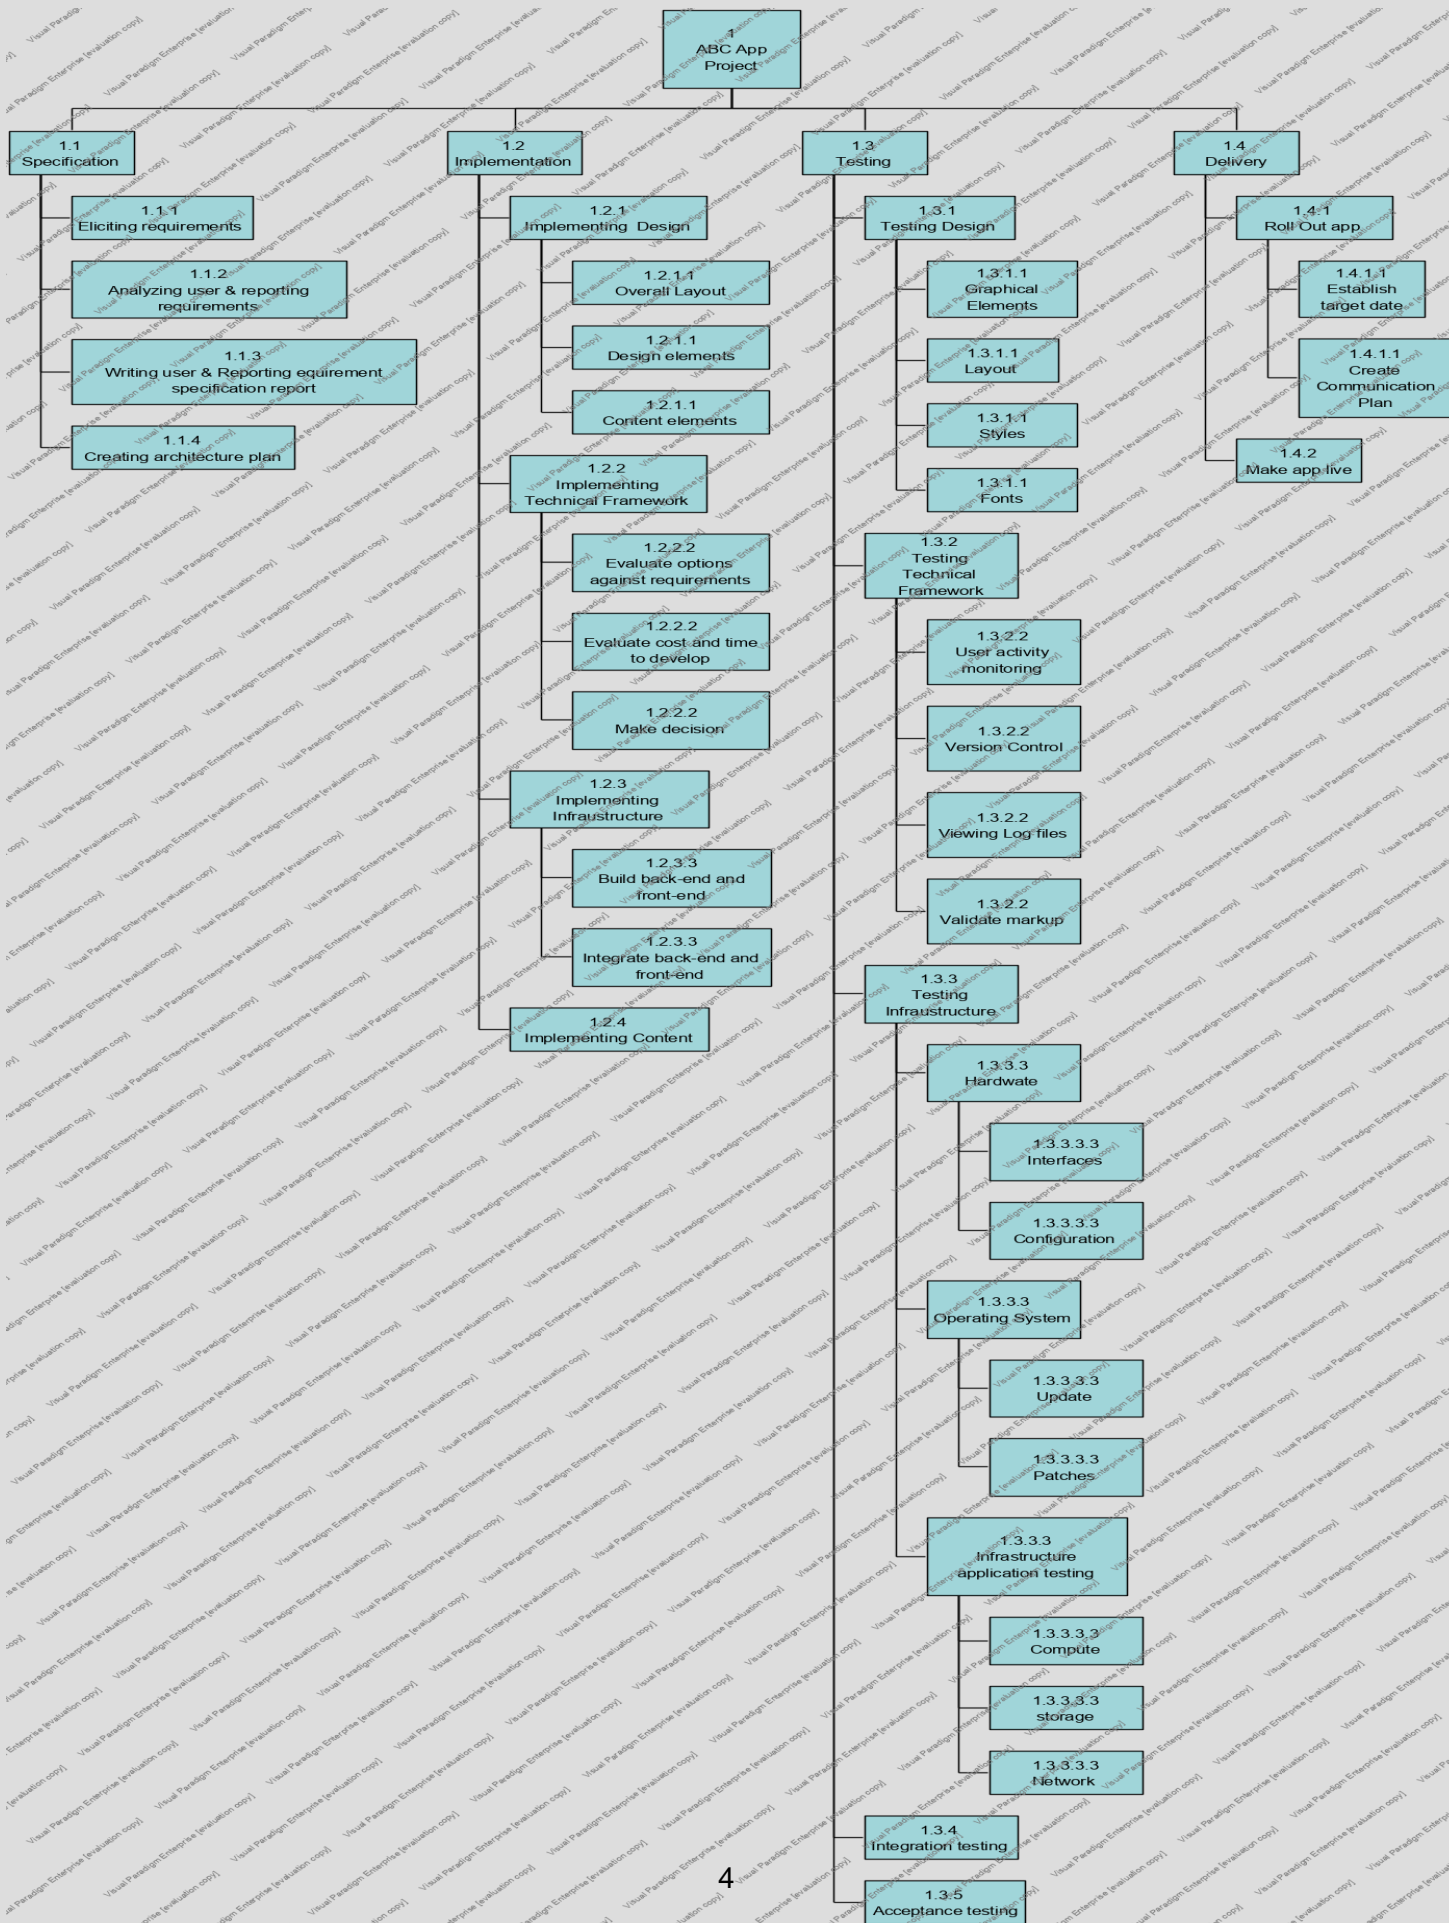 1
ABC App
Project
1.1
Specification
1.1.1
Eliciting requirements
1.1.2
Analyzing user & reporting
requirements
1.1.3
Writing user & Reporting equirement
specification report
1.1.4
Creating architecture plan
1.2
Implementation
1.2.1
Implementing Design
1.2.1.1
Overall Layout
1.2.1.1
Design elements
1.2.1.1
Content elements
1.2.2
Implementing
Technical Framework
1.2.2.2
Evaluate options
against requirements
1.2.2.2
Evaluate cost and time
to develop
1.2.2.2
Make decision
1.2.3
Implementing
Infraustructure
1.2.3.3
Build back-end and
front-end
1.2.3.3
Integrate back-end and
front-end
1.2.4
Implementing Content
1.3
Testing
1.3.1
Testing Design
1.3.1.1
Graphical
Elements
1.3.1.1
Layout
1.3.1.1
Styles
1.3.1.1
Fonts
1.3.2
Testing
Technical
Framework
1.3.2.2
User activity
monitoring
1.3.2.2
Version Control
1.3.2.2
Viewing Log files
1.3.2.2
Validate markup
1.3.3
Testing
Infraustructure
1.3.3.3
Hardwate
1.3.3.3.3
Interfaces
1.3.3.3.3
Configuration
1.3.3.3
Operating System
1.3.3.3.3
Update
1.3.3.3.3
Patches
1.3.3.3
Infrastructure
application testing
1.3.3.3.3
Compute
1.3.3.3.3
storage
1.3.3.3.3
Network
1.3.4
Integration testing
1.3.5
Acceptance testing
1.4
Delivery
1.4.1
Roll Out app
1.4.1.1
Establish
target date
1.4.1.1
Create
Communication
Plan
1.4.2
Make app live
4
Visual Paradigm Enterprise [evaluation copy]